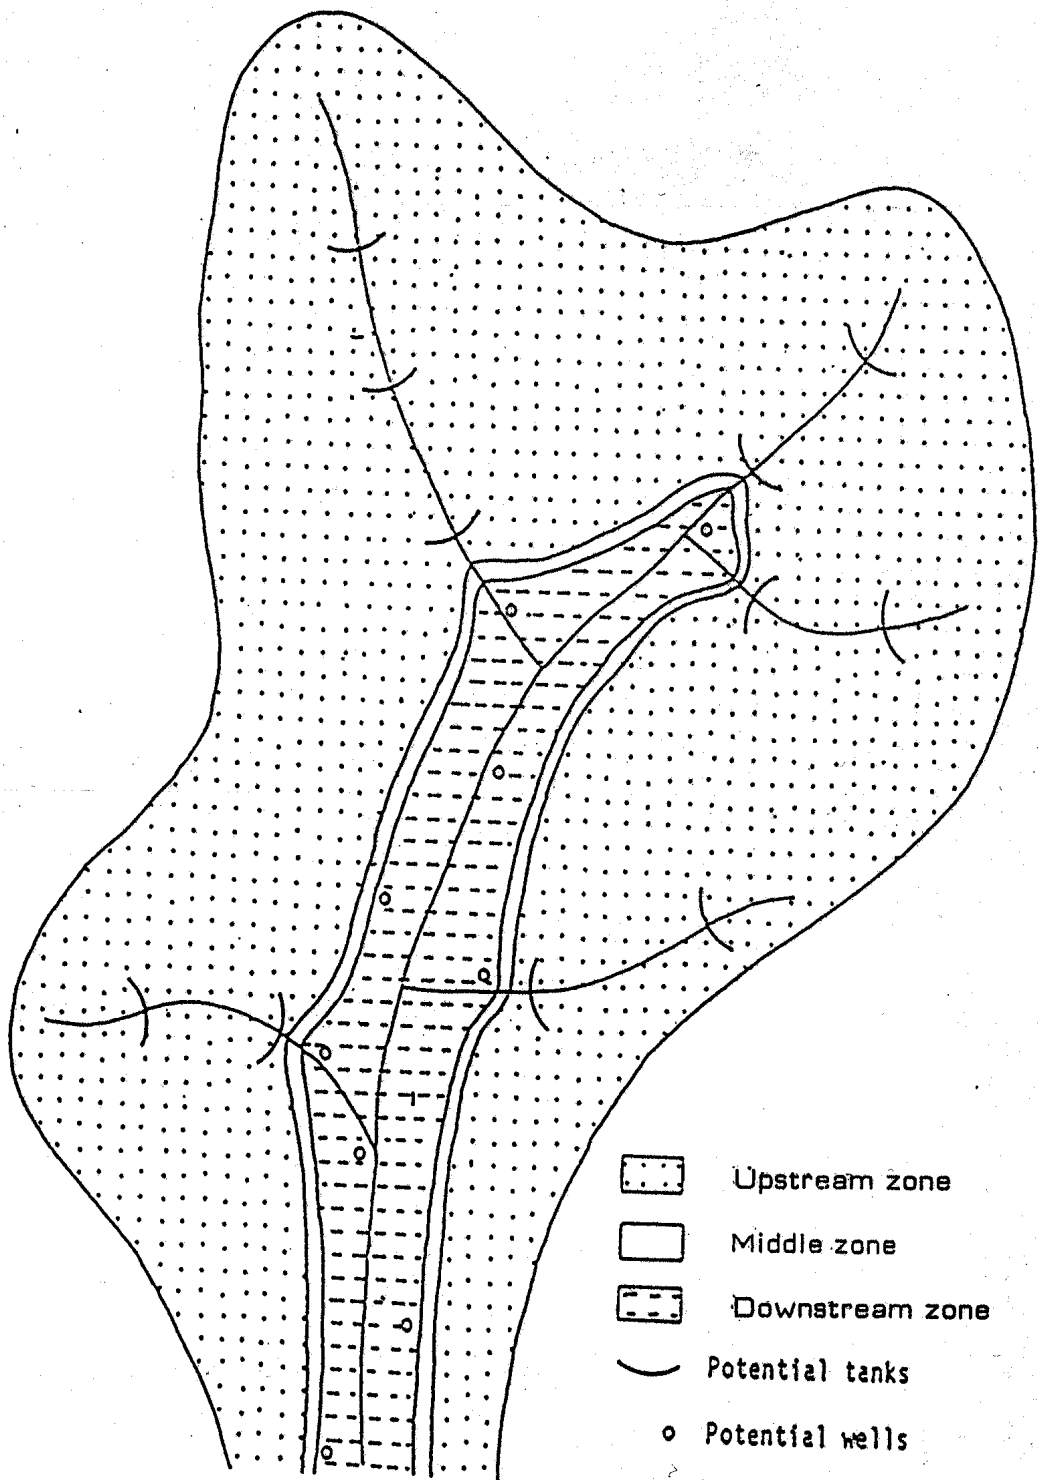 Upstream zone
Middle zone
Downstream zone
Potential tanks
Potential wells